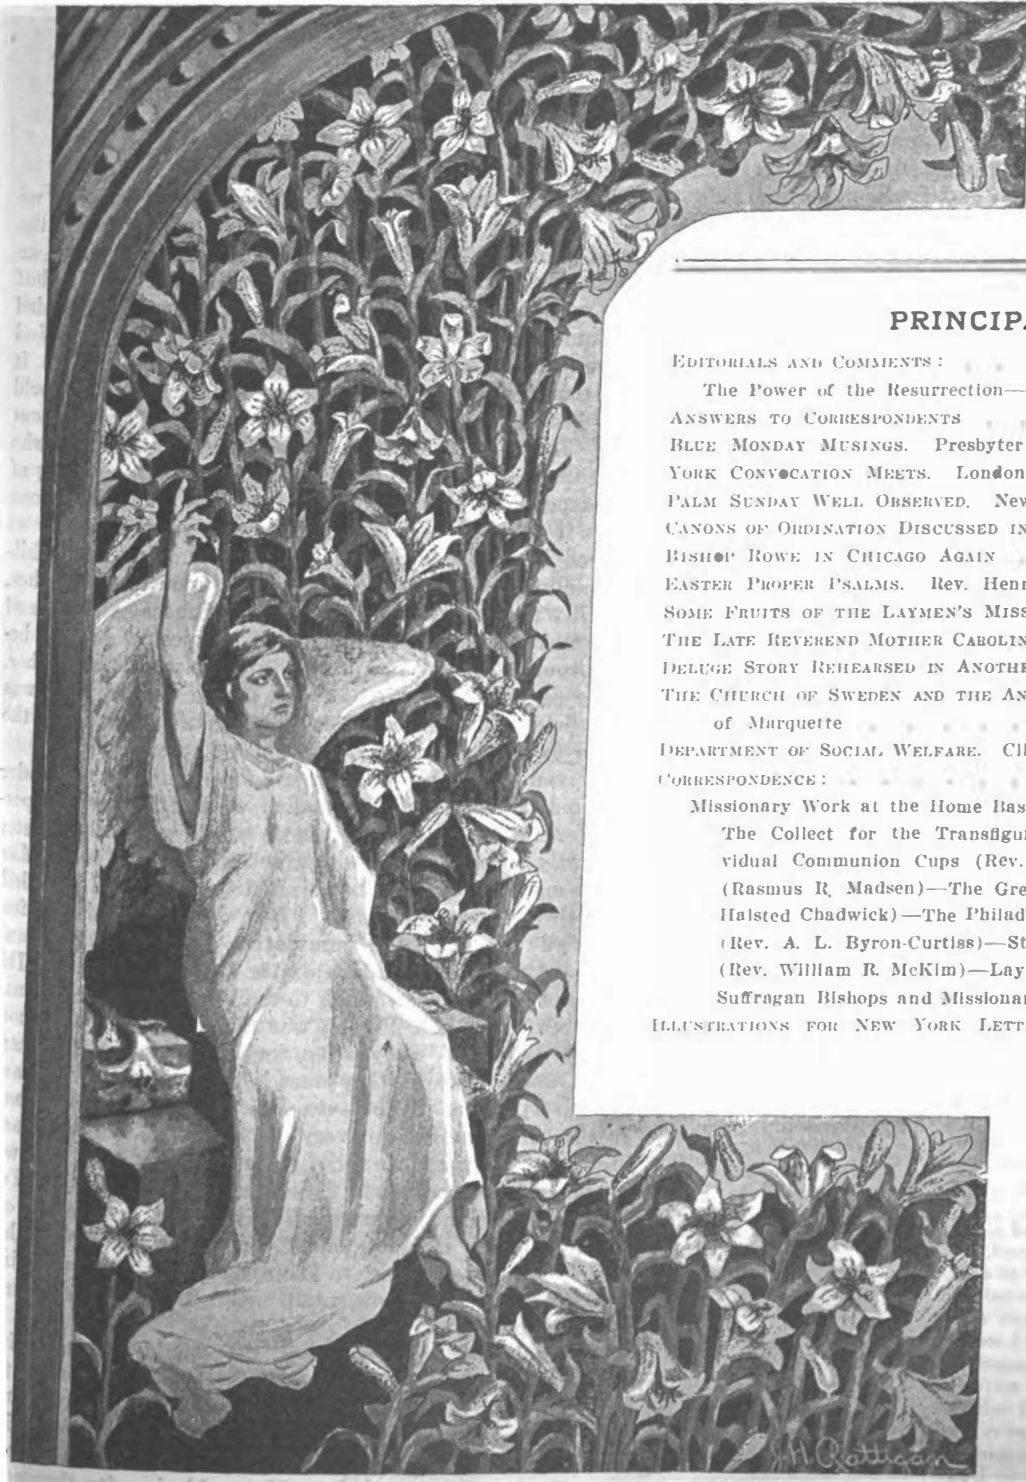 PRINCIPA
EDITORIALS AND COMMENTS:
The Power of the Resurrection—
ANSWERS TO CORRESPONDENTS
BLUE MONDAY MUSINGS. Presbyter
YORK CONVOCATION MEETS. London
PALM SUNDAY WELL OBSERVED. New
CANONS OF ORDINATION DISCUSSED IN
BISHOP ROWE IN CHICAGO AGAIN
EASTER PROPER PSALMS. Rev. Henr
SOME FRUITS OF THE LAYMEN'S MISS
THE LATE REVEREND MOTHER CAROLIN
DELUGE STORY REHEARSED IN ANOTHE
THE CHURCH OF SWEDEN AND THE AN
of Marquette
DEPARTMENT OF SOCIAL WELFARE. Cli
CORRESPONDENCE:
Missionary Work at the Home Bas
The Collect for the Transfigu
vidual Communion Cups (Rev.
(Rasmus R. Madsen)—The Gre
Halsted Chadwick)—The Philad
(Rev. A. L. Byron-Curtiss)—St
(Rev. William R. McKim)—Lay
Suffragan Bishops and Missionar
ILLUSTRATIONS FOR NEW YORK LETT
J.H. Rattigan